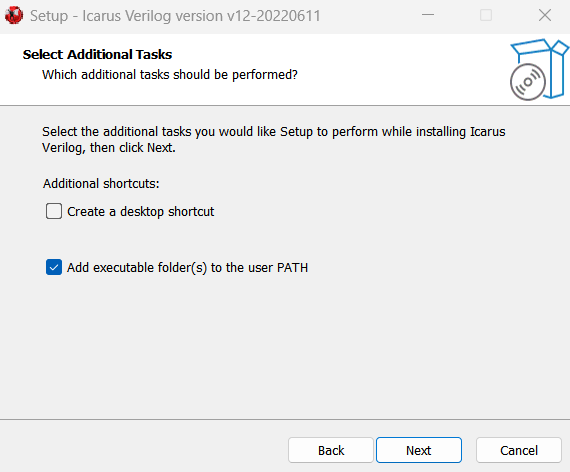 Setup - Icarus Verilog version v12-20220611
Select Additional Tasks
Which additional tasks should be performed?
Select the additional tasks you would like Setup to perform while installing Icarus
Verilog, then click Next.
Additional shortcuts:
Create a desktop shortcut
Add executable folder(s) to the user PATH
Back
Next
Cancel